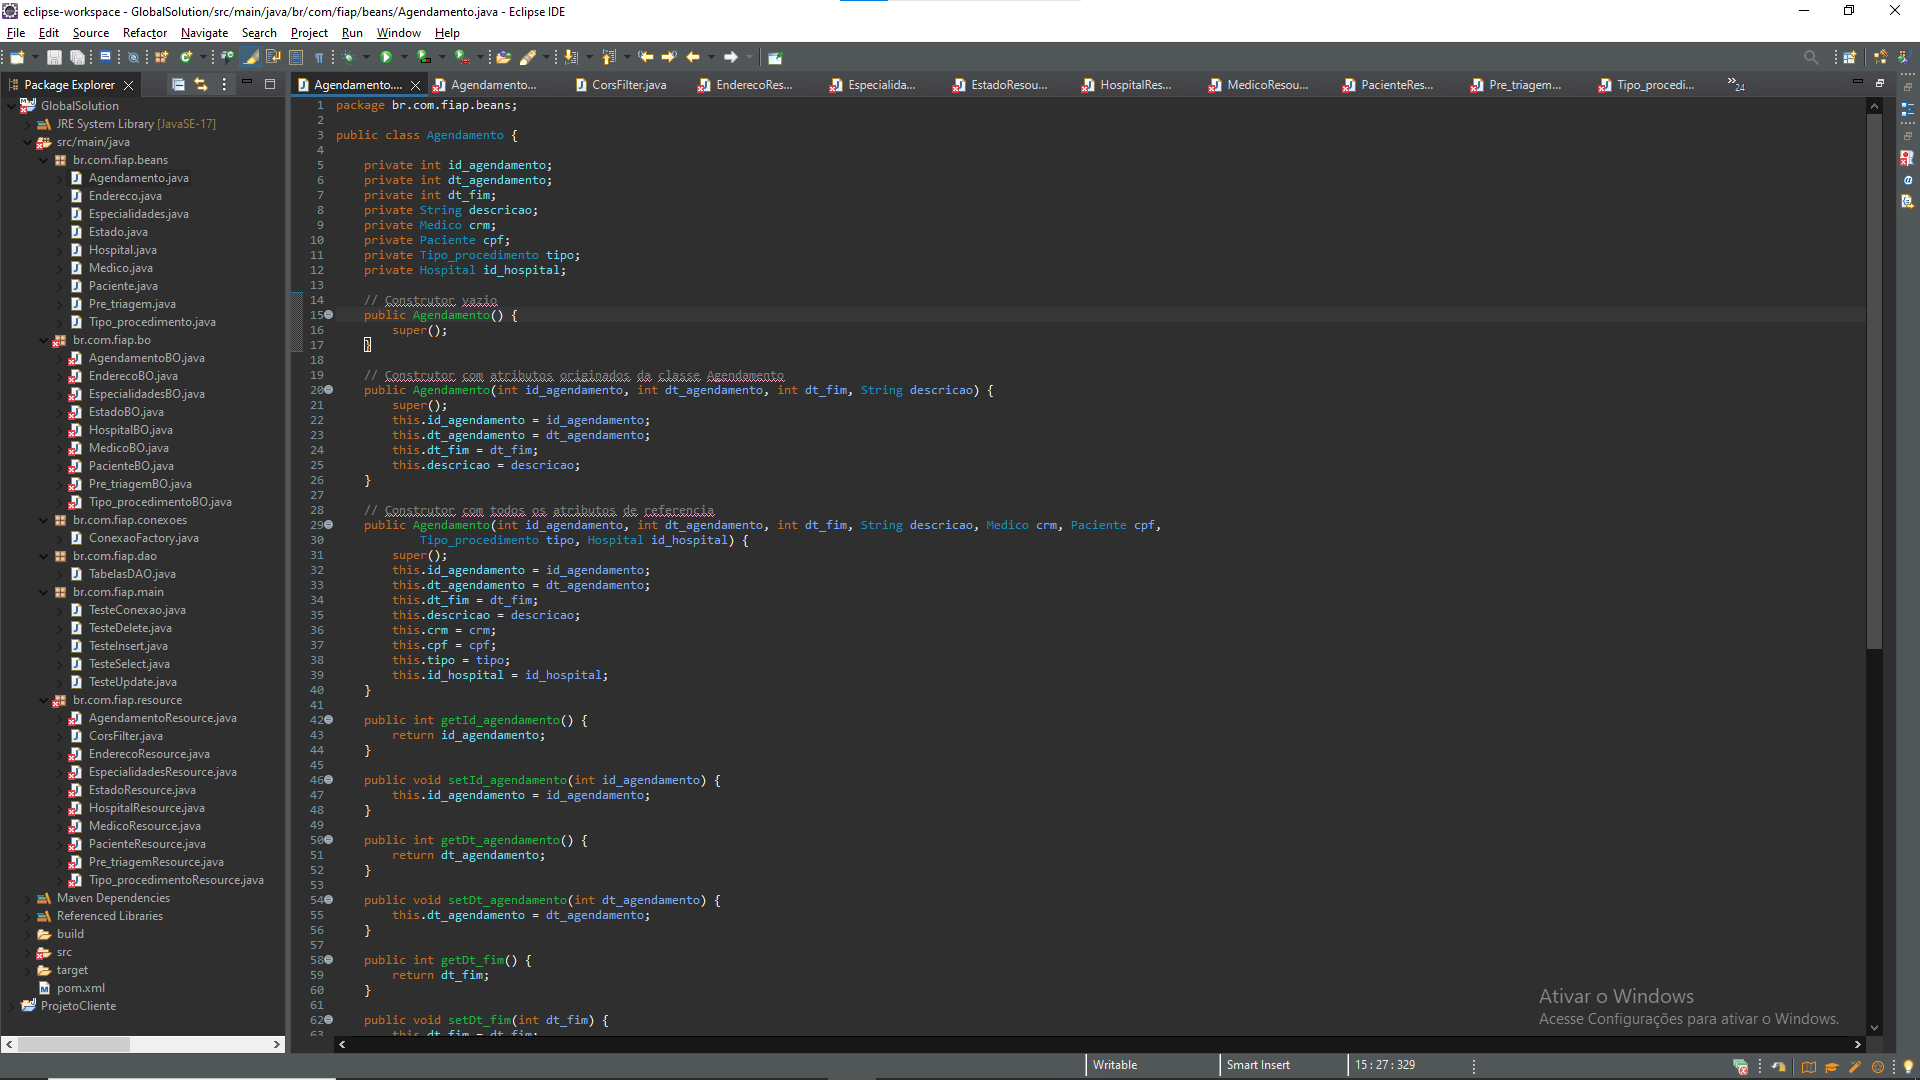 eclipse-workspace - GlobalSolution/src/main/java/br/com/fiap/beans/Agendamento.java - Eclipse IDE
File Edit Source Refactor Navigate Search Project Run Window Help
Package Explorer
Agendamento.... Agendamento... CorsFilter.java EnderecoRes... Especialida... EstadoResou... HospitalRes... MedicoResou... PacienteRes... Pre_triagem... Tipo_procedi... 24
GlobalSolution
JRE System Library [JavaSE-17]
src/main/java
br.com.fiap.beans
Agendamento.java
Endereco.java
Especialidades.java
Estado.java
Hospital.java
Medico.java
Paciente.java
Pre_triagem.java
Tipo_procedimento.java
br.com.fiap.bo
AgendamentoBO.java
EnderecoBO.java
EspecialidadesBO.java
EstadoBO.java
HospitalBO.java
MedicoBO.java
PacienteBO.java
Pre_triagemBO.java
Tipo_procedimentoBO.java
br.com.fiap.conexoes
ConexaoFactory.java
br.com.fiap.dao
TabelasDAO.java
br.com.fiap.main
TesteConexao.java
TesteDelete.java
TesteInsert.java
TesteSelect.java
TesteUpdate.java
br.com.fiap.resource
AgendamentoResource.java
CorsFilter.java
EnderecoResource.java
EspecialidadesResource.java
EstadoResource.java
HospitalResource.java
MedicoResource.java
PacienteResource.java
Pre_triagemResource.java
Tipo_procedimentoResource.java
Maven Dependencies
Referenced Libraries
build
src
target
pom.xml
ProjetoCliente
1 package br.com.fiap.beans;
2
3 public class Agendamento {
4
5 private int id_agendamento;
6 private int dt_agendamento;
7 private int dt_fim;
8 private String descricao;
9 private Medico crm;
10 private Paciente cpf;
11 private Tipo_procedimento tipo;
12 private Hospital id_hospital;
13
14 // Construtor vazio
15 public Agendamento() {
16 super();
17 }
18
19 // Construtor com atributos originados da classe Agendamento
20 public Agendamento(int id_agendamento, int dt_agendamento, int dt_fim, String descricao) {
21 super();
22 this.id_agendamento = id_agendamento;
23 this.dt_agendamento = dt_agendamento;
24 this.dt_fim = dt_fim;
25 this.descricao = descricao;
26 }
27
28 // Construtor com todos os atributos de referencia
29 public Agendamento(int id_agendamento, int dt_agendamento, int dt_fim, String descricao, Medico crm, Paciente cpf,
30 Tipo_procedimento tipo, Hospital id_hospital) {
31 super();
32 this.id_agendamento = id_agendamento;
33 this.dt_agendamento = dt_agendamento;
34 this.dt_fim = dt_fim;
35 this.descricao = descricao;
36 this.crm = crm;
37 this.cpf = cpf;
38 this.tipo = tipo;
39 this.id_hospital = id_hospital;
40 }
41
42 public int getId_agendamento() {
43 return id_agendamento;
44 }
45
46 public void setId_agendamento(int id_agendamento) {
47 this.id_agendamento = id_agendamento;
48 }
49
50 public int getDt_agendamento() {
51 return dt_agendamento;
52 }
53
54 public void setDt_agendamento(int dt_agendamento) {
55 this.dt_agendamento = dt_agendamento;
56 }
57
58 public int getDt_fim() {
59 return dt_fim;
60 }
61
62 public void setDt_fim(int dt_fim) {
63 this.dt_fim = dt_fim;
Ativar o Windows
Acesse Configurações para ativar o Windows.
Writable Smart Insert 15 : 27 : 329